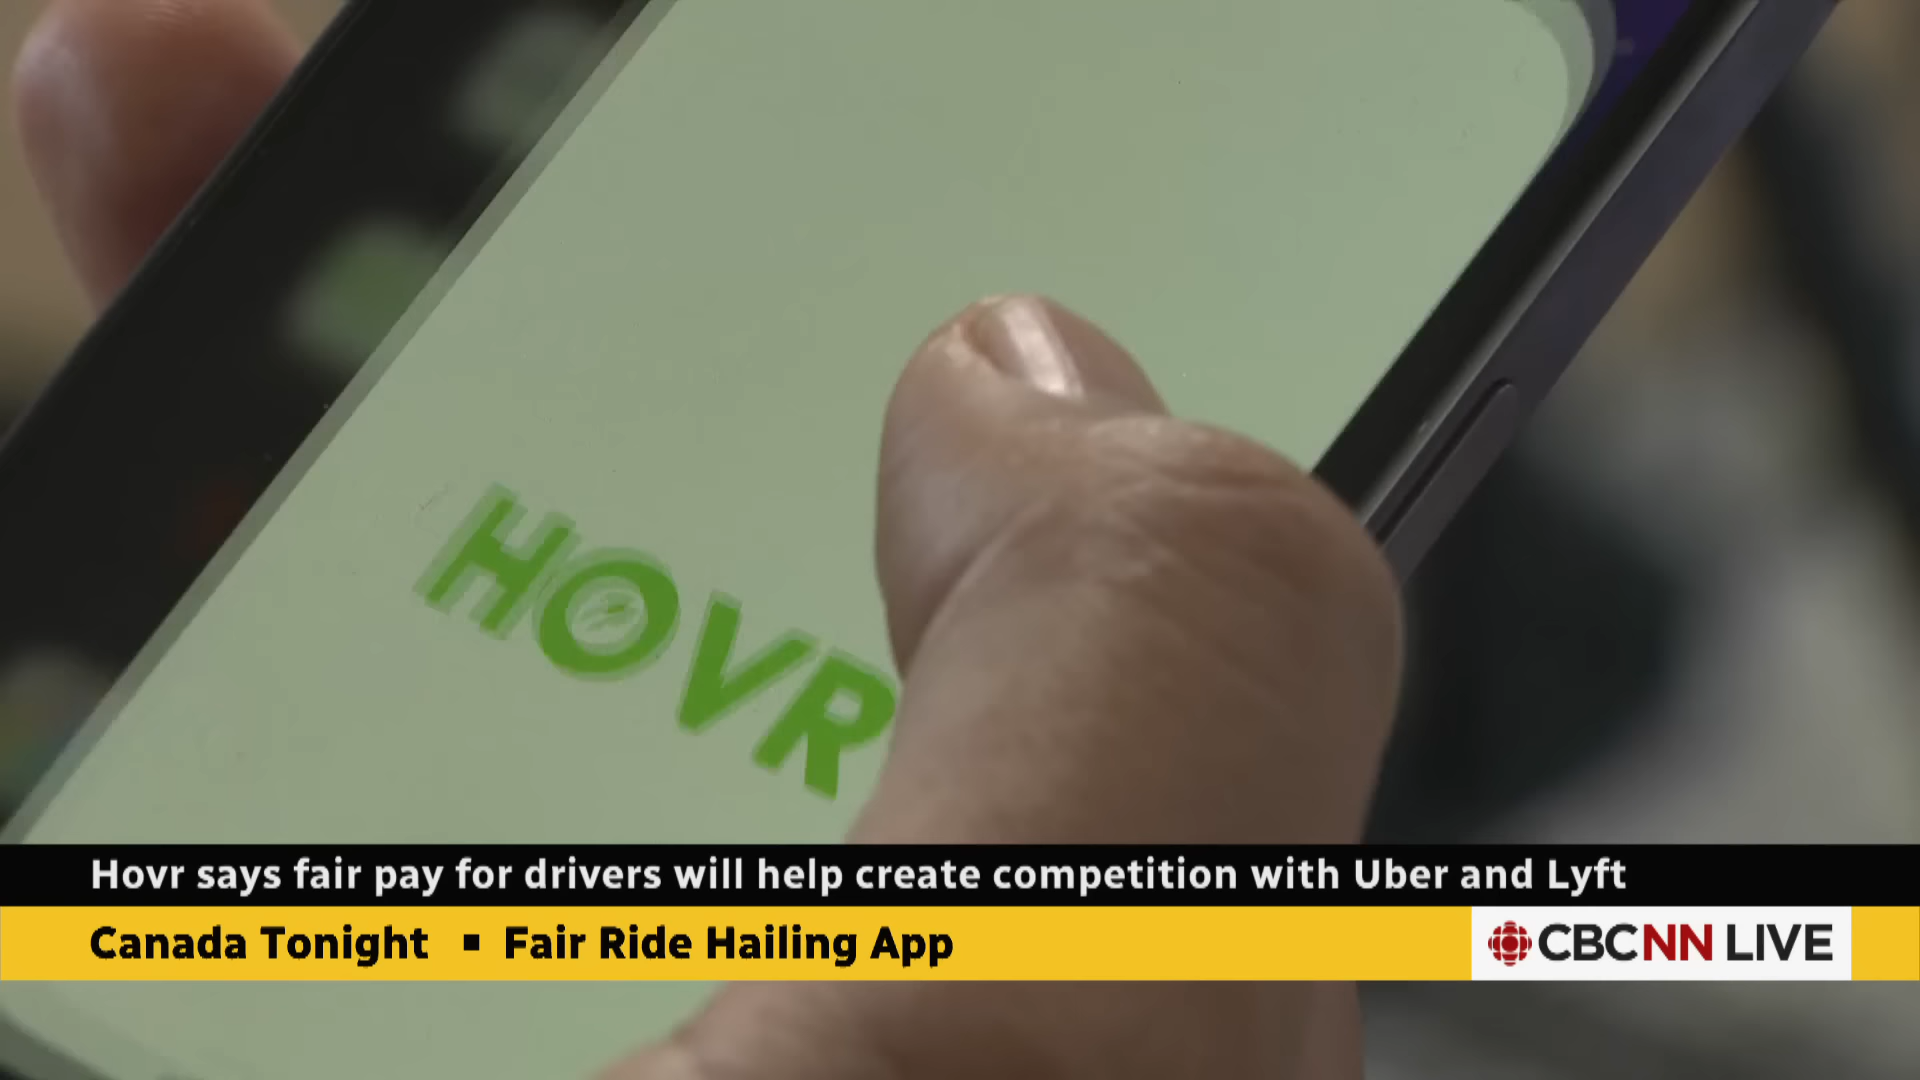 HOVR
Hovr says fair pay for drivers will help create competition with Uber and Lyft
Canada Tonight ▪ Fair Ride Hailing App
CBCNN LIVE